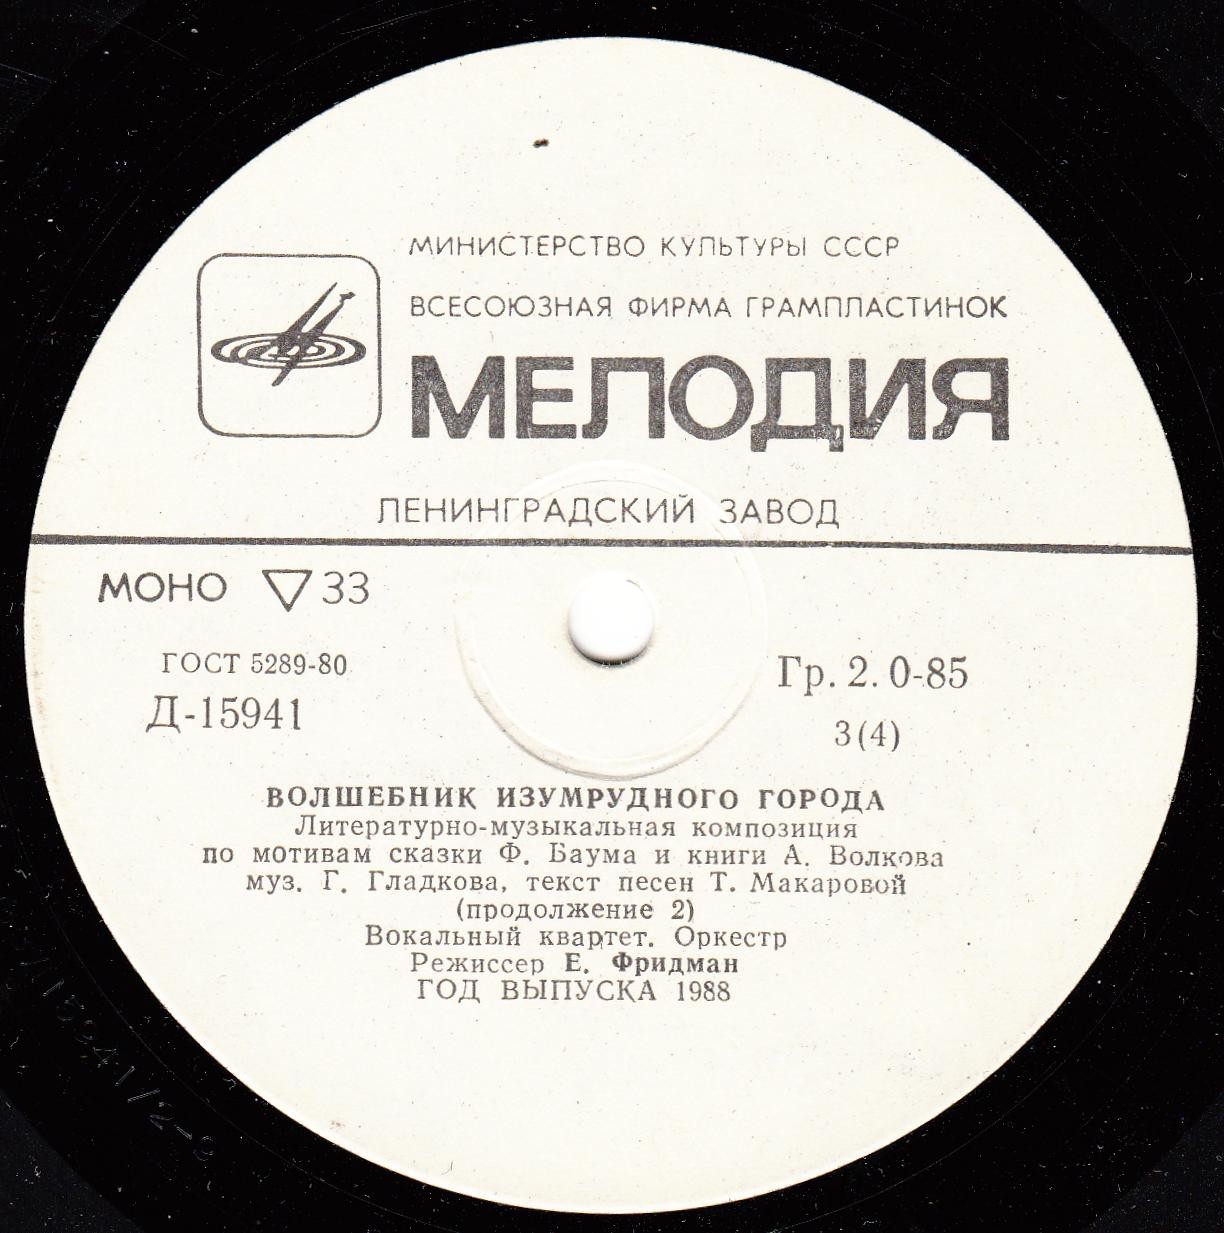 МИНИСТЕРСТВО КУЛЬТУРЫ СССР
ВСЕСОЮЗНАЯ ФИРМА ГРАМПЛАСТИНОК
МЕЛОДИЯ
ЛЕНИНГРАДСКИЙ ЗАВОД
МОНО 33
ГОСТ 5289-80
Д-15941
Гр. 2. 0-85
3(4)
ВОЛШЕБНИК ИЗУМРУДНОГО ГОРОДА
Литературно-музыкальная композиция
по мотивам сказки Ф. Баума и книги А. Волкова
муз. Г. Гладкова, текст песен Т. Макаровой
(продолжение 2)
Вокальный квартет. Оркестр
Режиссер Е. Фридман
ГОД ВЫПУСКА 1988